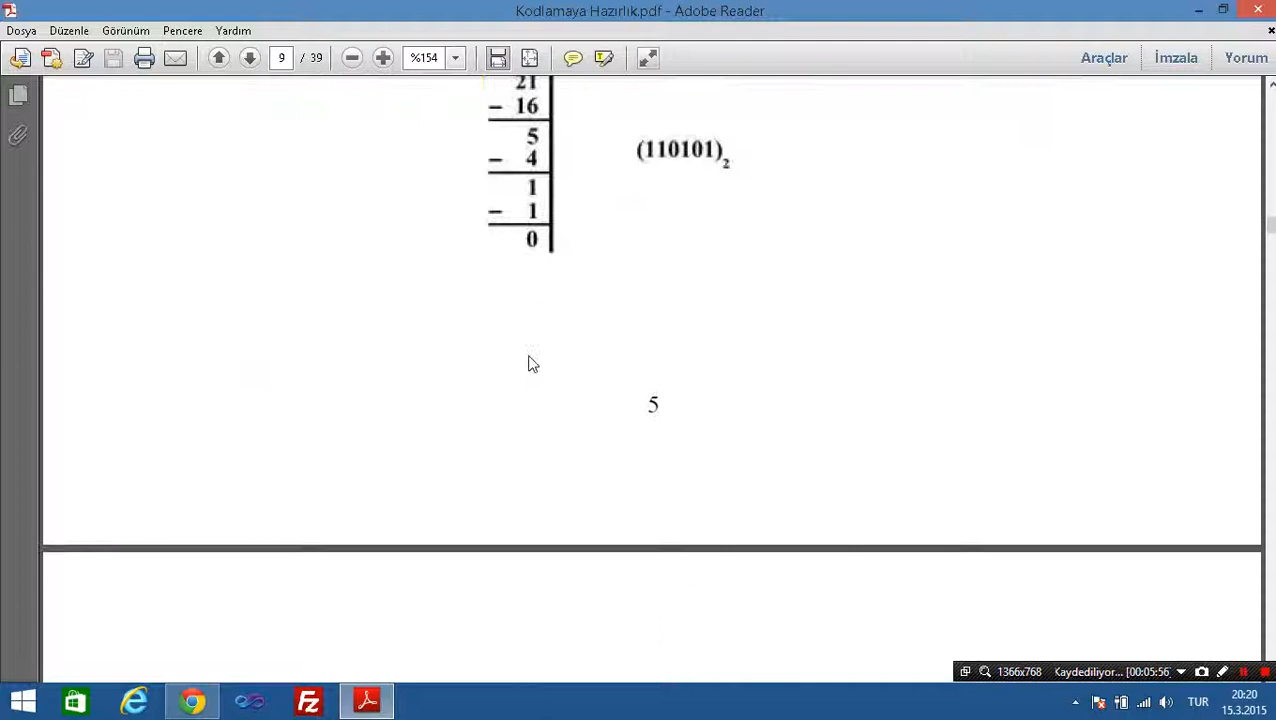 Kodlamaya Hazırlık.pdf - Adobe Reader
Dosya Düzenle Görünüm Pencere Yardım
9 / 39 %154 Araçlar İmzala Yorum
21
– 16
5
– 4
(110101)2
1
– 1
0
5
1366x768 Kaydediliyor... [00:05:56]
TUR 20:20
15.3.2015